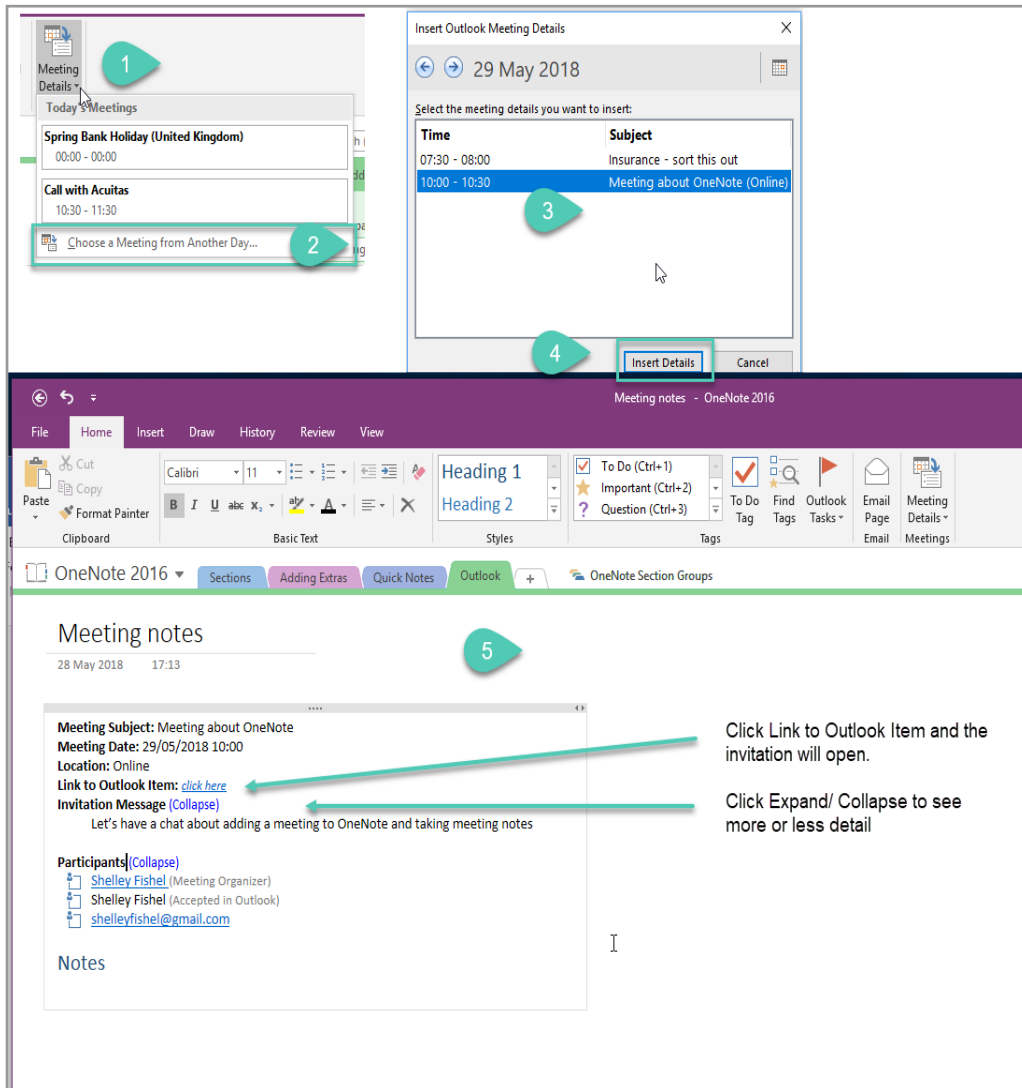 Meeting
Details
1
Today's Meetings
Spring Bank Holiday (United Kingdom)
00:00 - 00:00
Call with Acuitas
10:30 - 11:30
Choose a Meeting from Another Day...
2
Insert Outlook Meeting Details
29 May 2018
Select the meeting details you want to insert:
Time Subject
07:30 - 08:00 Insurance - sort this out
10:00 - 10:30 Meeting about OneNote (Online)
3
4
Insert Details Cancel
Meeting notes - OneNote 2016
File Home Insert Draw History Review View
Paste
Cut
Copy
Format Painter
Clipboard
Calibri 11
B I U abc X₂ ab A
Basic Text
Heading 1
Heading 2
Styles
To Do (Ctrl+1)
Important (Ctrl+2)
? Question (Ctrl+3)
To Do
Tag
Find
Tags
Outlook
Tasks
Tags
Email
Page
Email
Meeting
Details
Meetings
OneNote 2016 Sections Adding Extras Quick Notes Outlook + OneNote Section Groups
Meeting notes
28 May 2018 17:13
5
Meeting Subject: Meeting about OneNote
Meeting Date: 29/05/2018 10:00
Location: Online
Link to Outlook Item: click here
Invitation Message (Collapse)
Let's have a chat about adding a meeting to OneNote and taking meeting notes
Participants (Collapse)
Shelley Fishel (Meeting Organizer)
Shelley Fishel (Accepted in Outlook)
shelleyfishel@gmail.com
Notes
Click Link to Outlook Item and the
invitation will open.
Click Expand/ Collapse to see
more or less detail